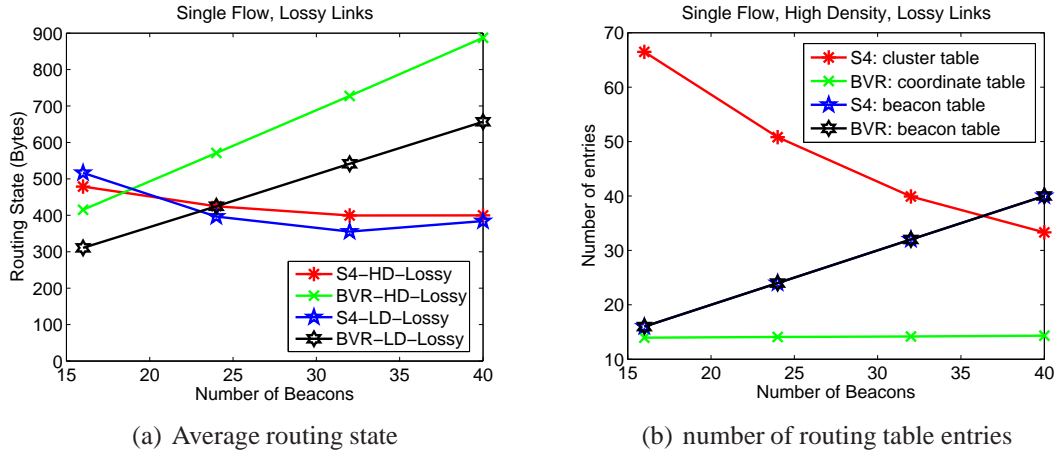 Single Flow, Lossy Links
900
800
700
600
500
400
300
200
100
0
Routing State (Bytes)
S4−HD−Lossy
BVR−HD−Lossy
S4−LD−Lossy
BVR−LD−Lossy
15 20 25 30 35 40
Number of Beacons
(a) Average routing state
Single Flow, High Density, Lossy Links
70
60
50
40
30
20
10
Number of entries
S4: cluster table
BVR: coordinate table
S4: beacon table
BVR: beacon table
15 20 25 30 35 40
Number of Beacons
(b) number of routing table entries